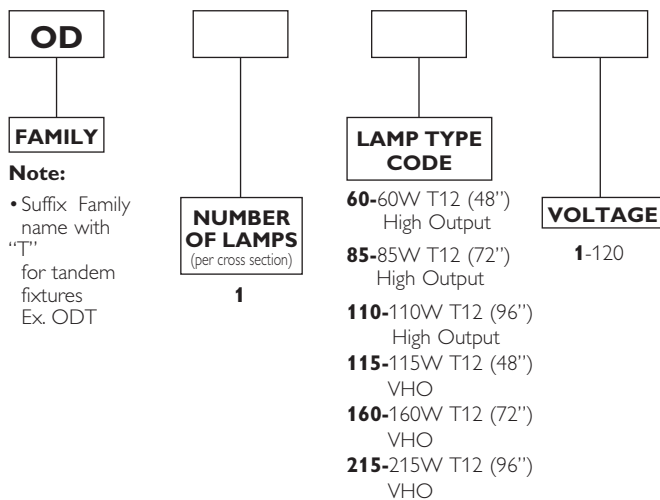 OD
FAMILY
Note:
• Suffix Family
name with
“T”
for tandem
fixtures
Ex. ODT
NUMBER
OF LAMPS
(per cross section)
1
LAMP TYPE
CODE
60-60W T12 (48”)
High Output
85-85W T12 (72”)
High Output
110-110W T12 (96”)
High Output
115-115W T12 (48”)
VHO
160-160W T12 (72”)
VHO
215-215W T12 (96”)
VHO
VOLTAGE
1-120